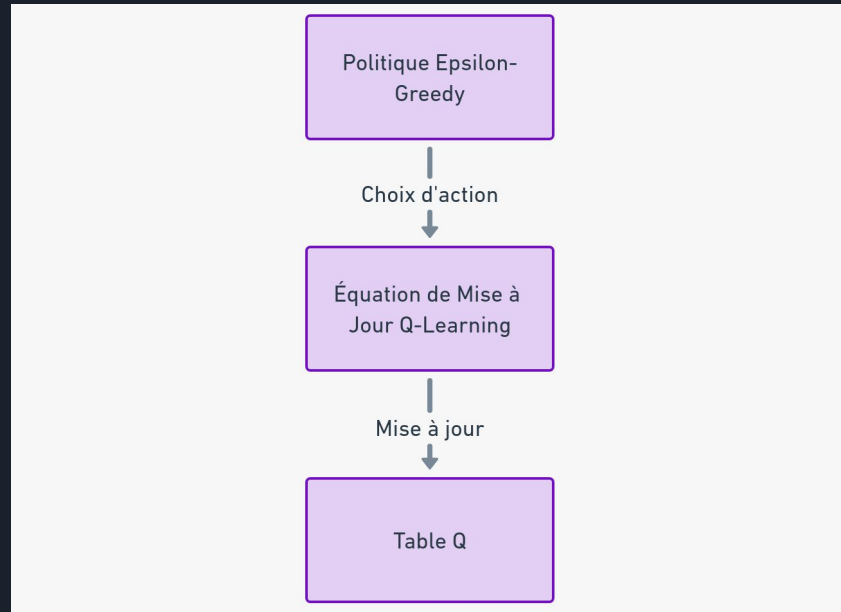 Politique Epsilon-
Greedy
Choix d'action
Équation de Mise à
Jour Q-Learning
Mise à jour
Table Q